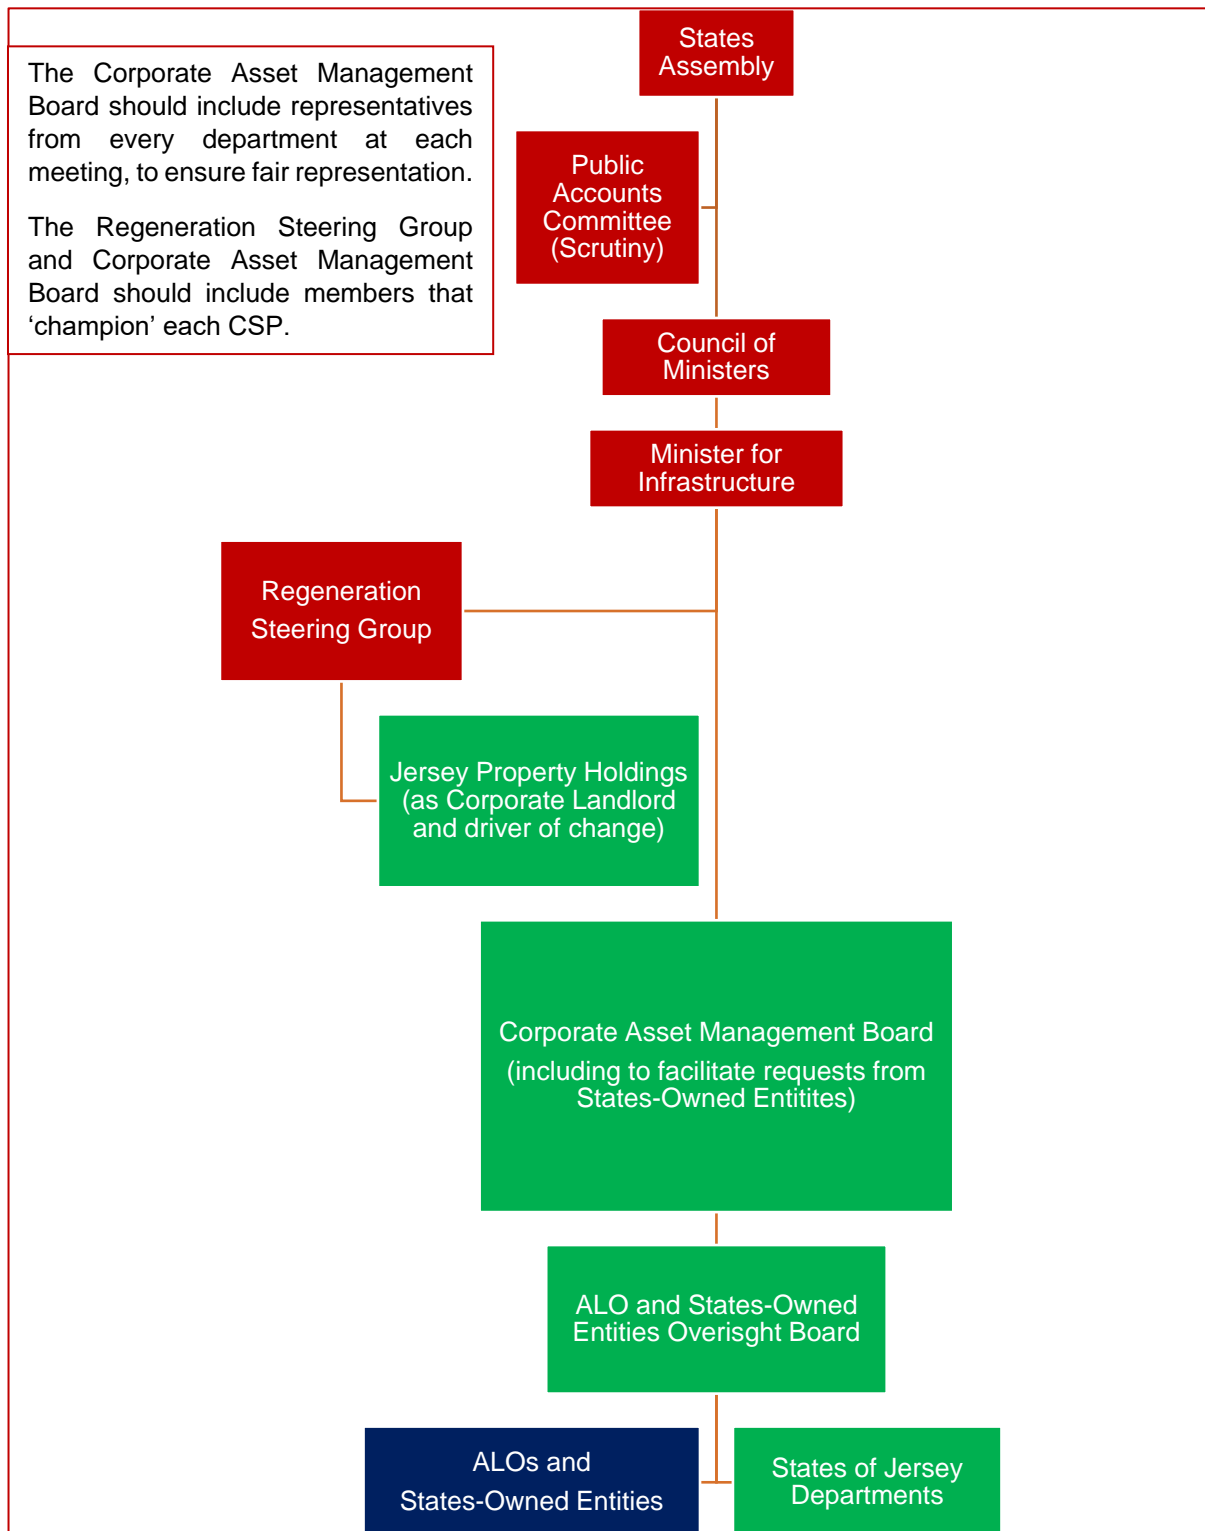 The Corporate Asset Management
Board should include representatives
from every department at each
meeting, to ensure fair representation.
The Regeneration Steering Group
and Corporate Asset Management
Board should include members that
‘champion’ each CSP.
States
Assembly
Public
Accounts
Committee
(Scrutiny)
Council of
Ministers
Minister for
Infrastructure
Regeneration
Steering Group
Jersey Property Holdings
(as Corporate Landlord
and driver of change)
Corporate Asset Management Board
(including to facilitate requests from
States-Owned Entitites)
ALO and States-Owned
Entities Overisght Board
ALOs and
States-Owned Entities
States of Jersey
Departments